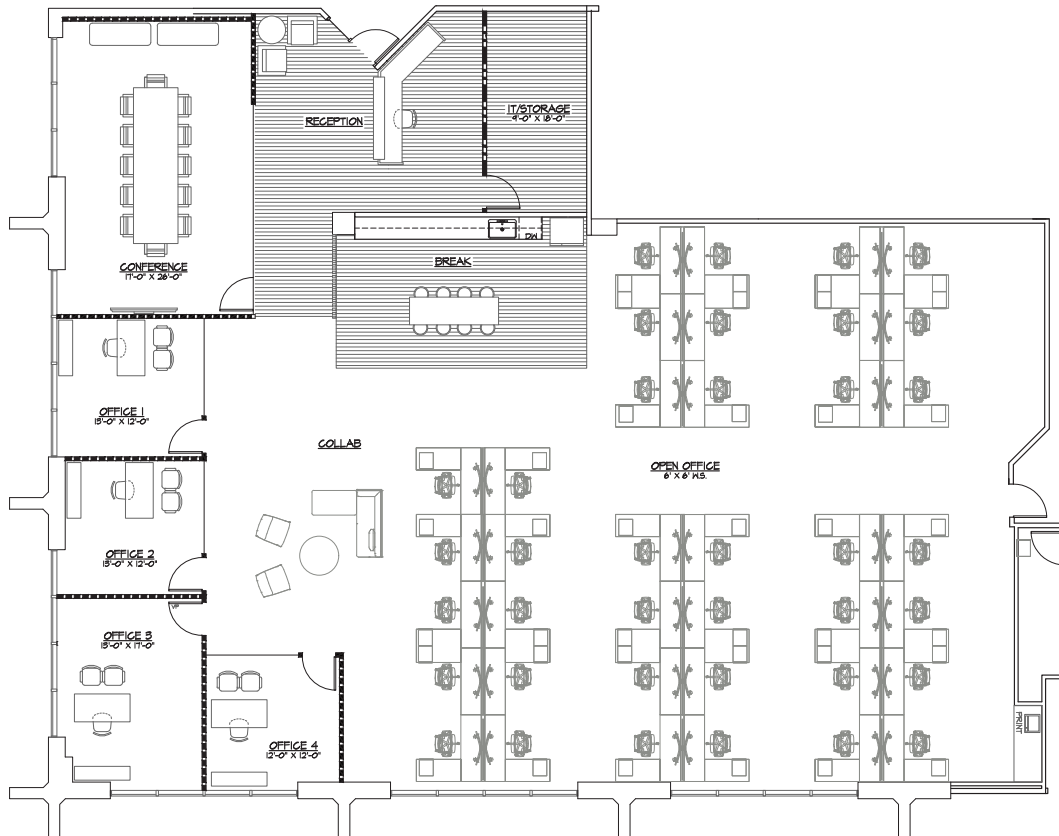 RECEPTION
IT/STORAGE
9'-0" X 18'-0"
DW
BREAK
CONFERENCE
17'-0" X 26'-0"
OFFICE 1
13'-0" X 12'-0"
COLLAB
OPEN OFFICE
6' X 6' W.S.
OFFICE 2
13'-0" X 12'-0"
OFFICE 3
13'-0" X 17'-0"
OFFICE 4
12'-0" X 12'-0"
PRINT